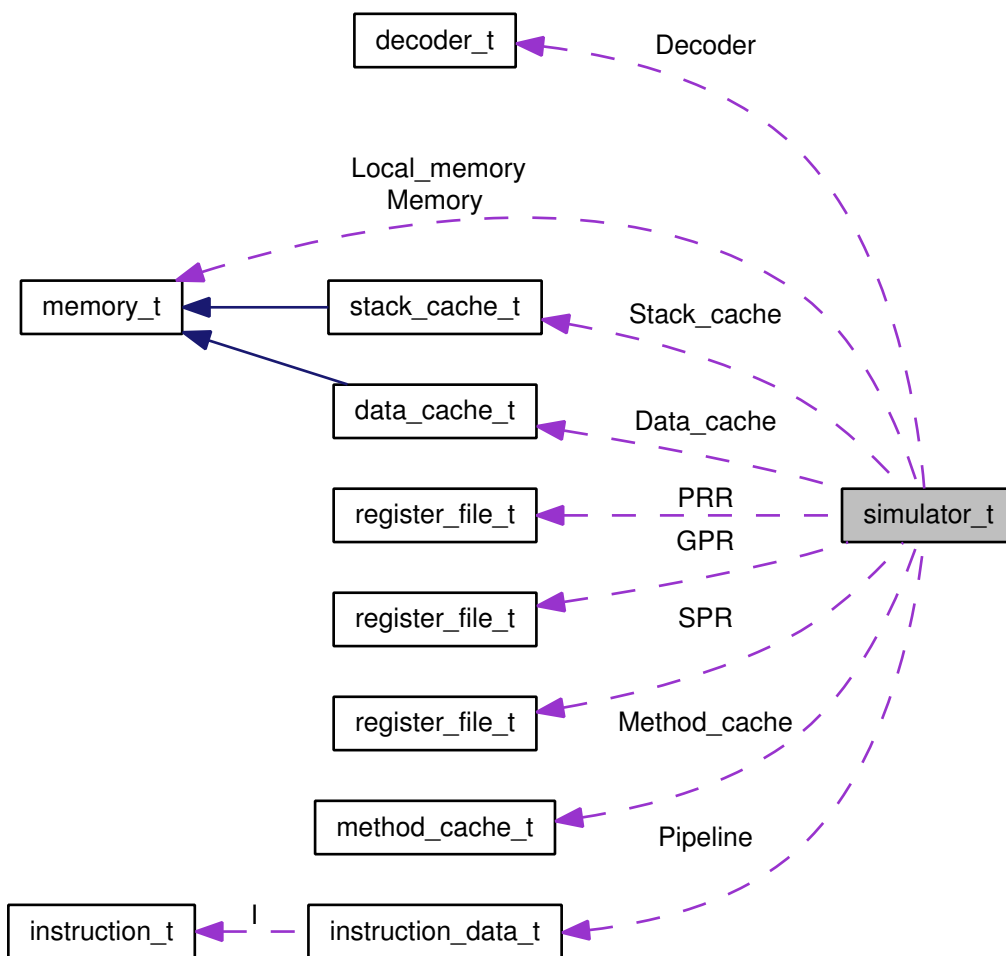 decoder_t
Decoder
Local_memory
Memory
memory_t
stack_cache_t
Stack_cache
data_cache_t
Data_cache
register_file_t
PRR
simulator_t
GPR
register_file_t
SPR
register_file_t
Method_cache
method_cache_t
Pipeline
instruction_t
I
instruction_data_t